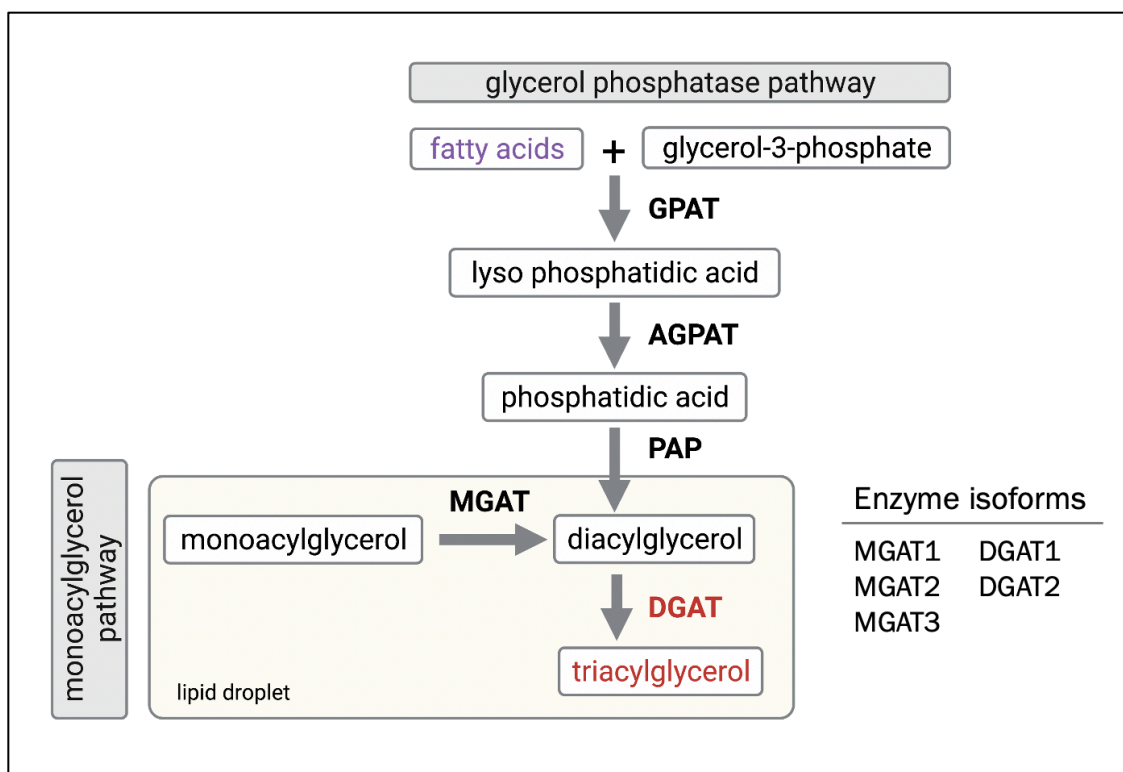 glycerol phosphatase pathway
fatty acids + glycerol-3-phosphate
GPAT
lyso phosphatidic acid
AGPAT
phosphatidic acid
PAP
monoacylglycerol
pathway
MGAT
monoacylglycerol
diacylglycerol
DGAT
triacylglycerol
lipid droplet
Enzyme isoforms
MGAT1 DGAT1
MGAT2 DGAT2
MGAT3